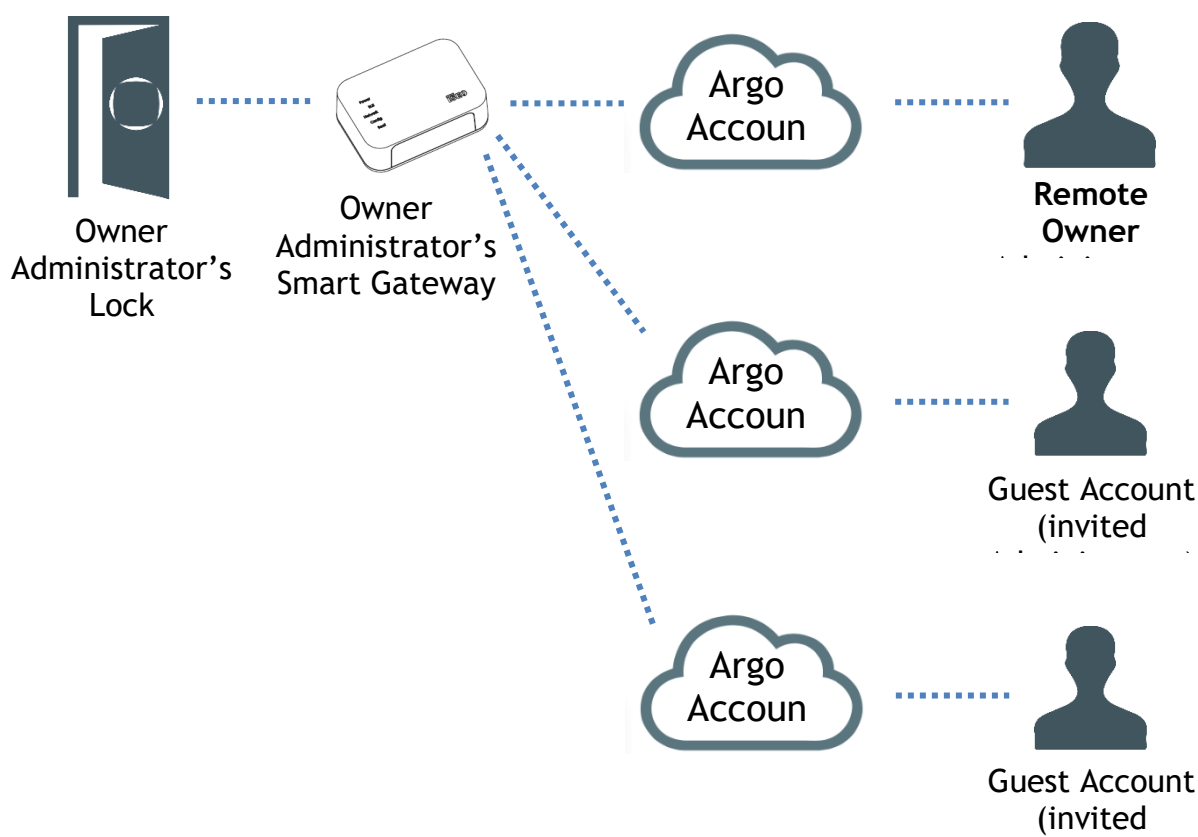 Argo
Accoun
Remote
Owner
Owner
Administrator’s
Lock
Owner
Administrator’s
Smart Gateway
Argo
Accoun
Guest Account
(invited
Argo
Accoun
Guest Account
(invited